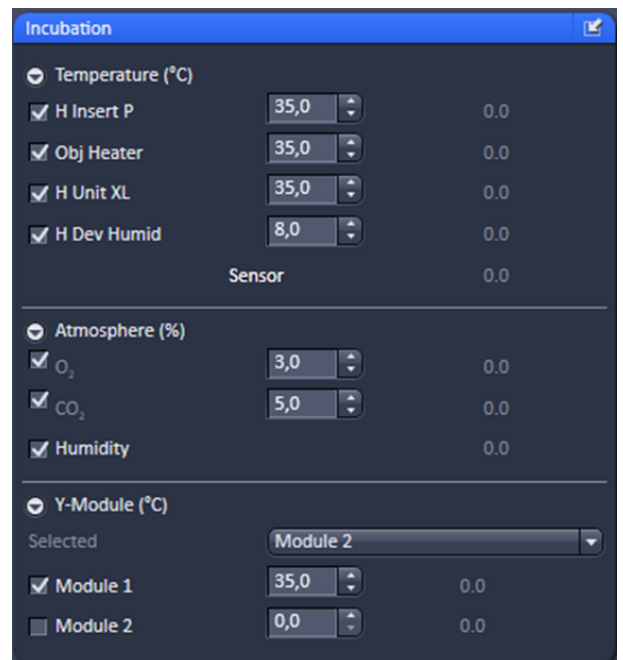 Incubation
Temperature (°C)
H Insert P 35,0 0.0
Obj Heater 35,0 0.0
H Unit XL 35,0 0.0
H Dev Humid 8,0 0.0
Sensor 0.0
Atmosphere (%)
O₂ 3,0 0.0
CO₂ 5,0 0.0
Humidity 0.0
Y-Module (°C)
Selected Module 2
Module 1 35,0 0.0
Module 2 0,0 0.0